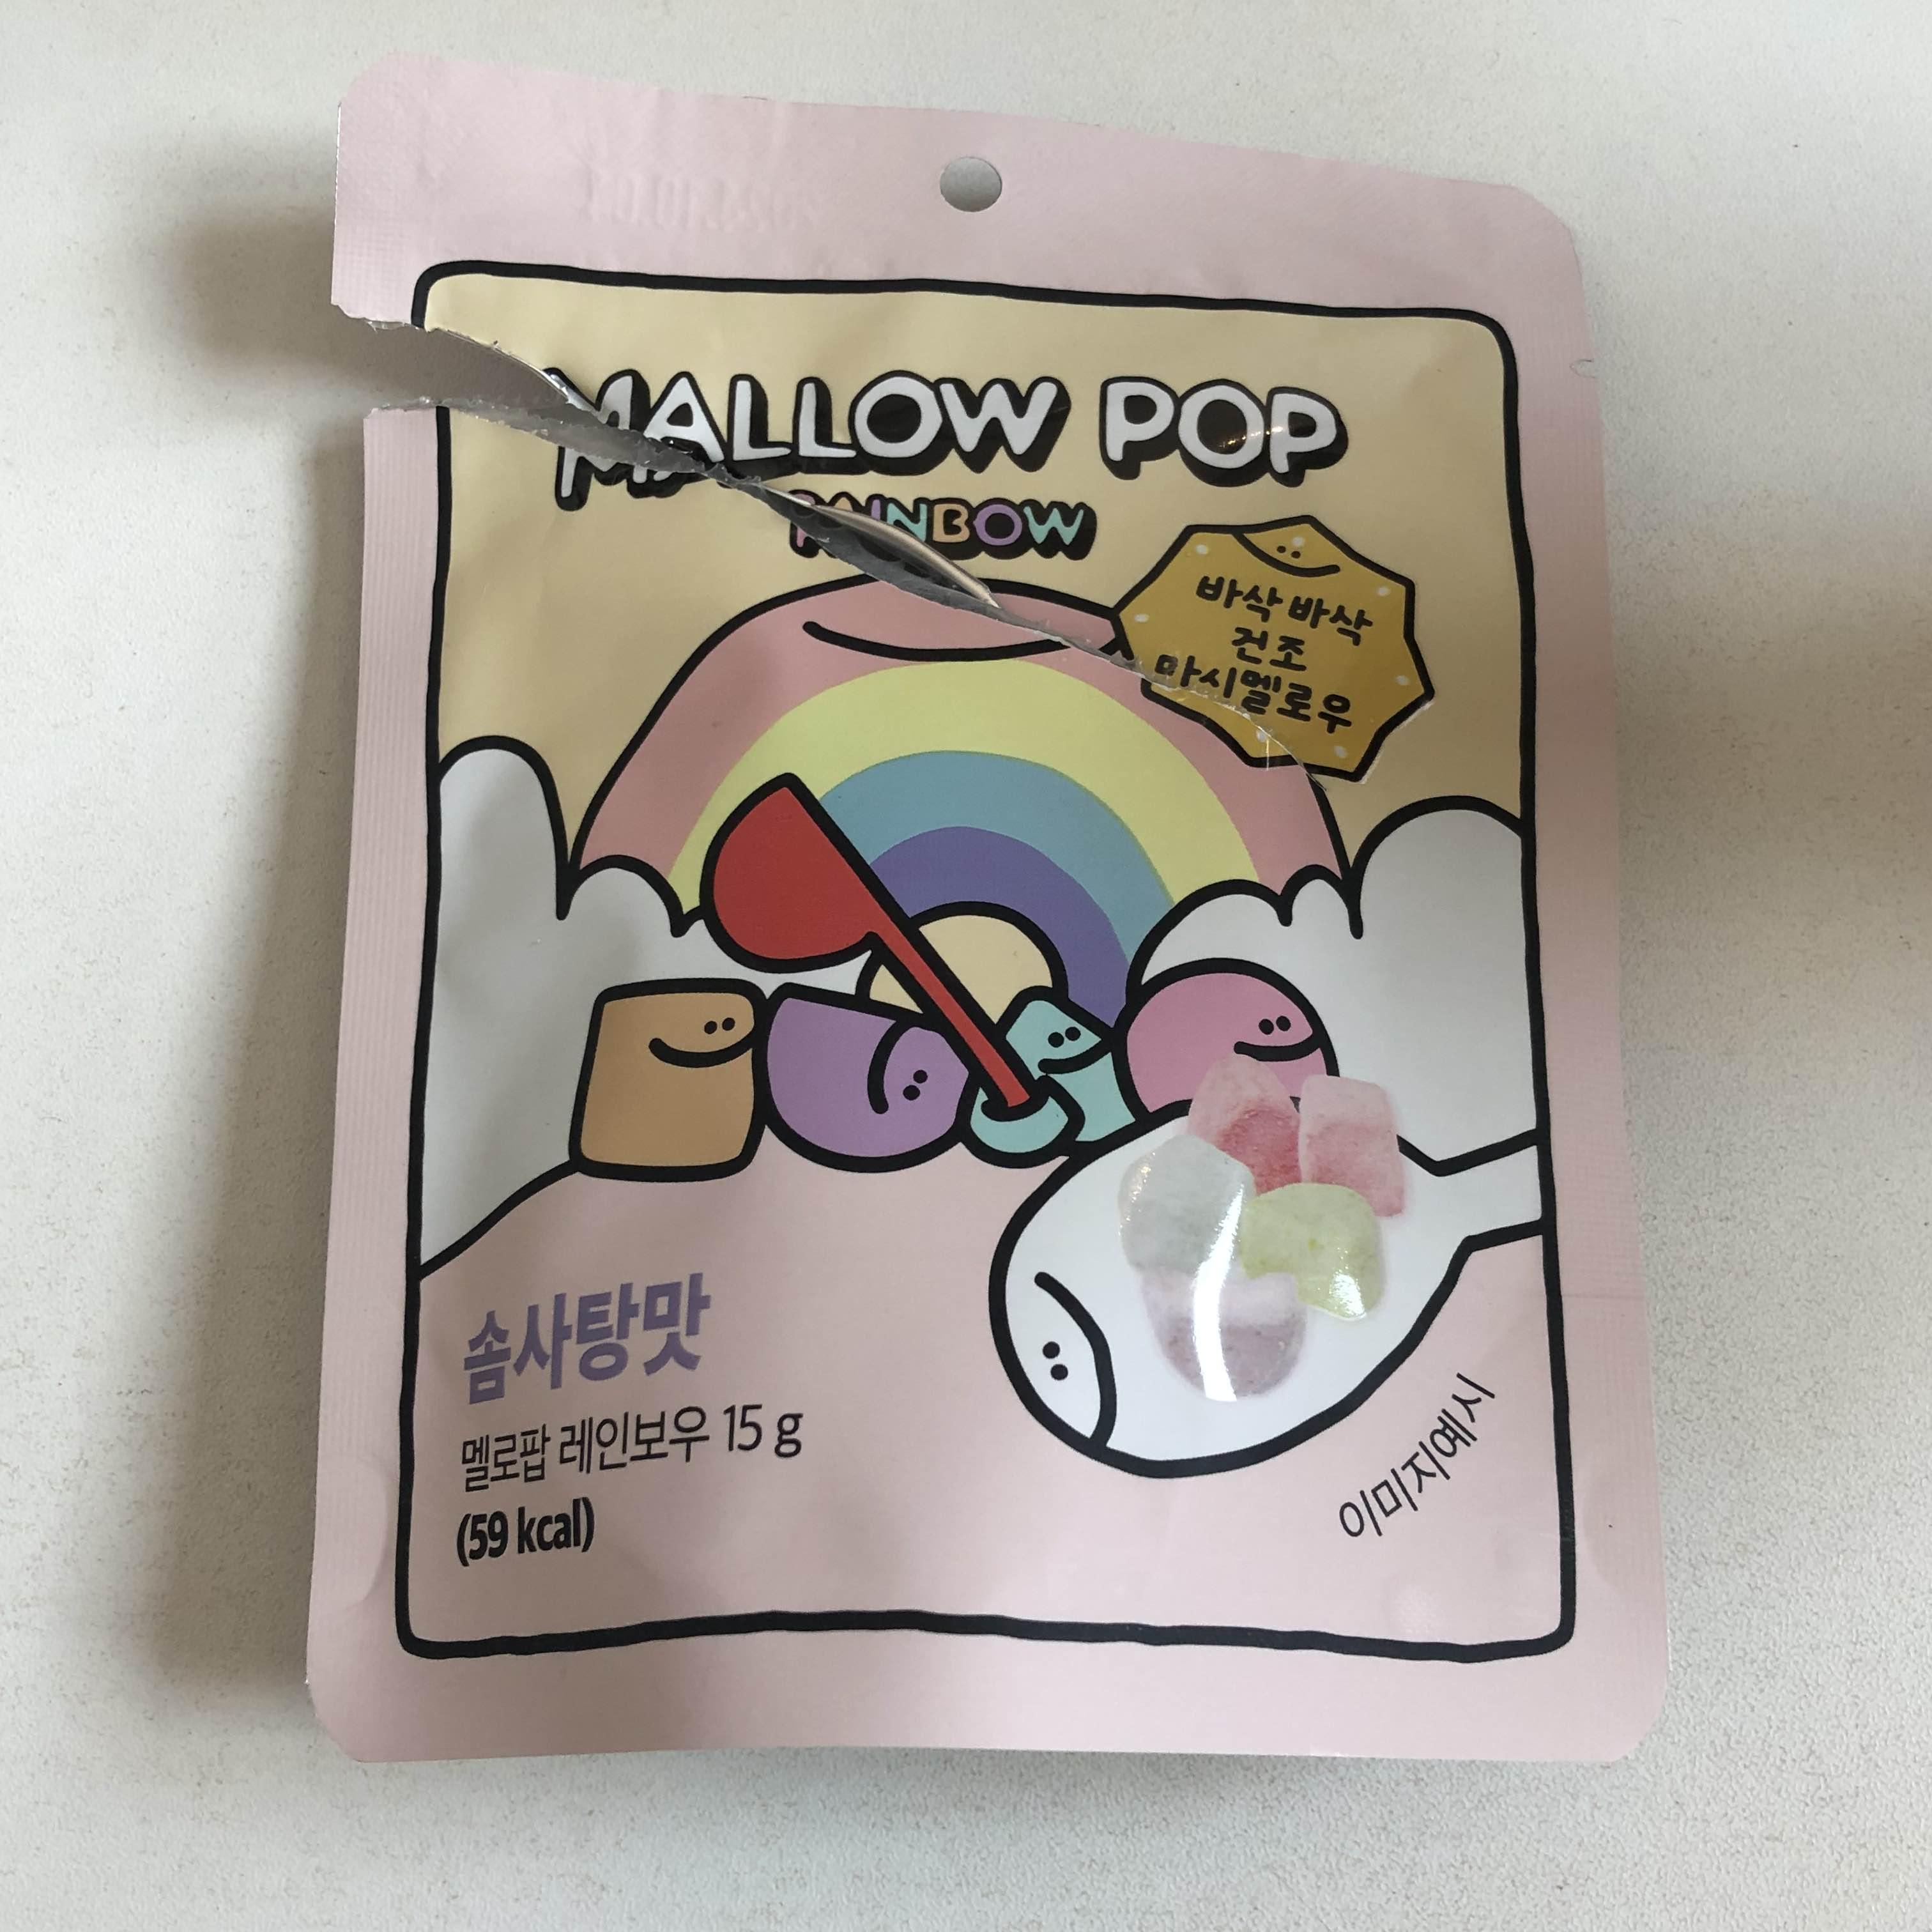 MALLOW POP
RAINBOW
바삭바삭
건조
마시멜로우
솜사탕맛
멜로팝 레인보우 15 g
(59 kcal)
이미지예시